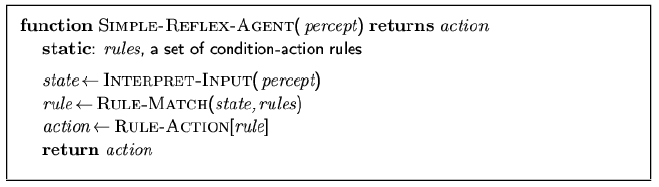 function SIMPLE-REFLEX-AGENT( percept) returns action
static: rules, a set of condition-action rules
state ← INTERPRET-INPUT( percept)
rule ← RULE-MATCH(state, rules)
action ← RULE-ACTION[rule]
return action